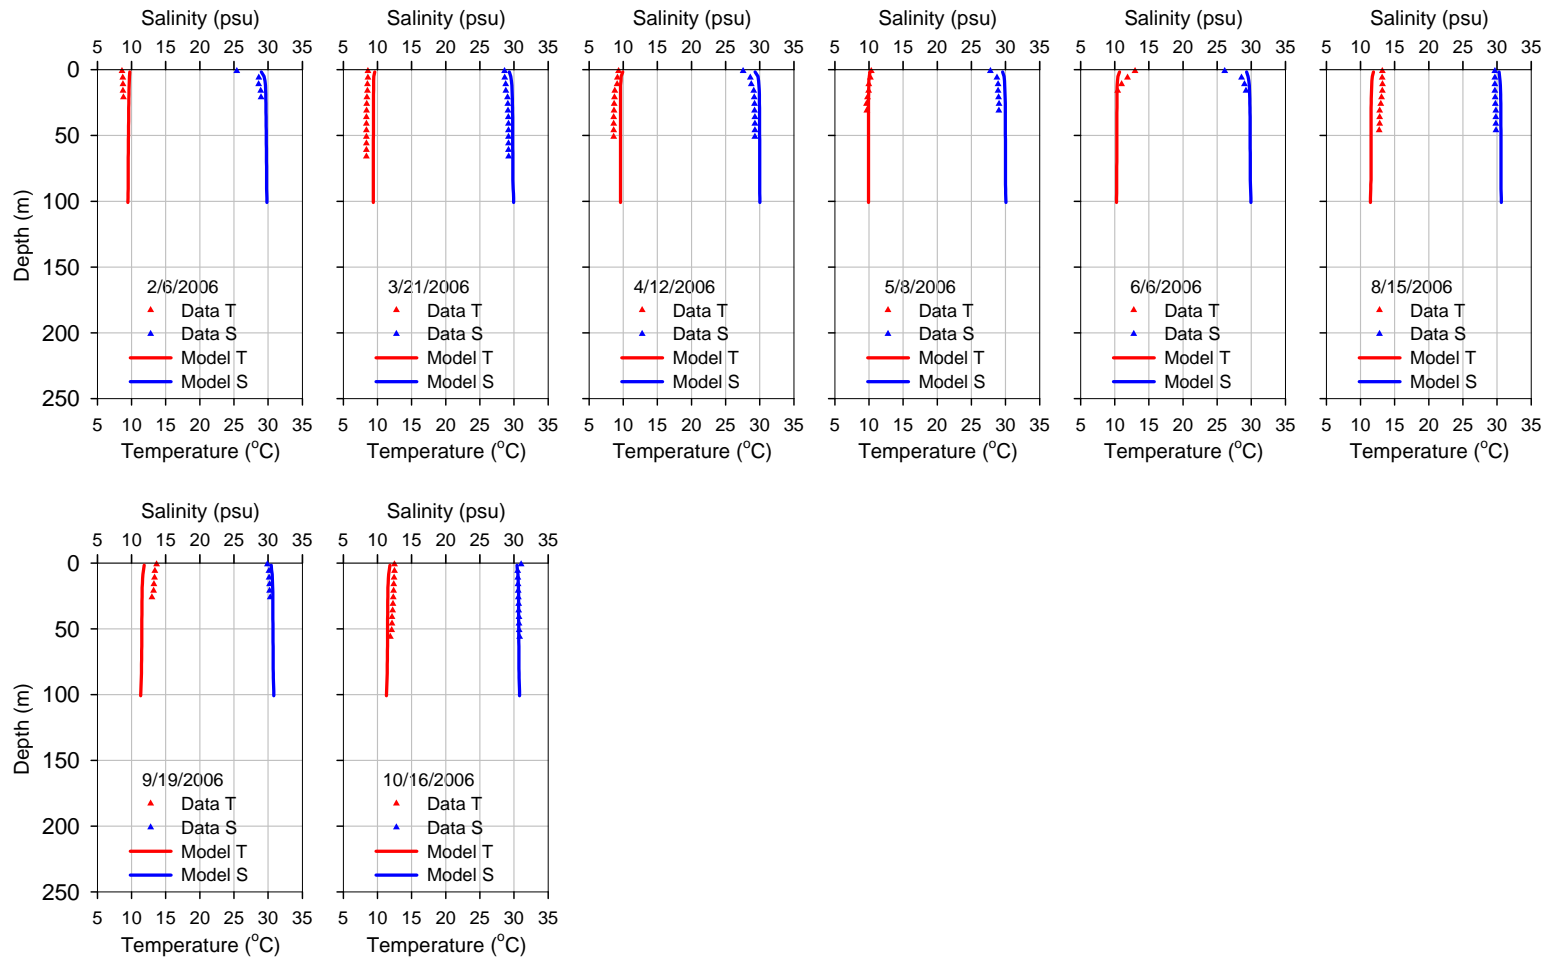 Salinity (psu) Salinity (psu) Salinity (psu) Salinity (psu) Salinity (psu) Salinity (psu)
5 10 15 20 25 30 35 5 10 15 20 25 30 35 5 10 15 20 25 30 35 5 10 15 20 25 30 35 5 10 15 20 25 30 35 5 10 15 20 25 30 35
0
50
100
150
200
250
Depth (m)
2/6/2006 3/21/2006 4/12/2006 5/8/2006 6/6/2006 8/15/2006
Data T Data T Data T Data T Data T Data T
Data S Data S Data S Data S Data S Data S
Model T Model T Model T Model T Model T Model T
Model S Model S Model S Model S Model S Model S
5 10 15 20 25 30 35 5 10 15 20 25 30 35 5 10 15 20 25 30 35 5 10 15 20 25 30 35 5 10 15 20 25 30 35 5 10 15 20 25 30 35
Temperature (°C) Temperature (°C) Temperature (°C) Temperature (°C) Temperature (°C) Temperature (°C)
Salinity (psu) Salinity (psu)
5 10 15 20 25 30 35 5 10 15 20 25 30 35
0
50
100
150
200
250
Depth (m)
9/19/2006 10/16/2006
Data T Data T
Data S Data S
Model T Model T
Model S Model S
5 10 15 20 25 30 35 5 10 15 20 25 30 35
Temperature (°C) Temperature (°C)